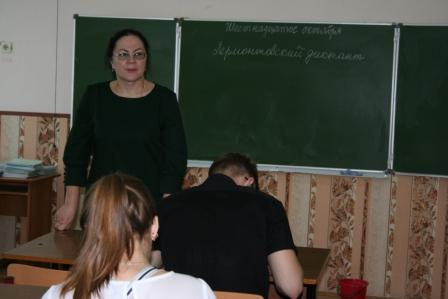 Шестнадцатое октября
Лермонтовский диктант